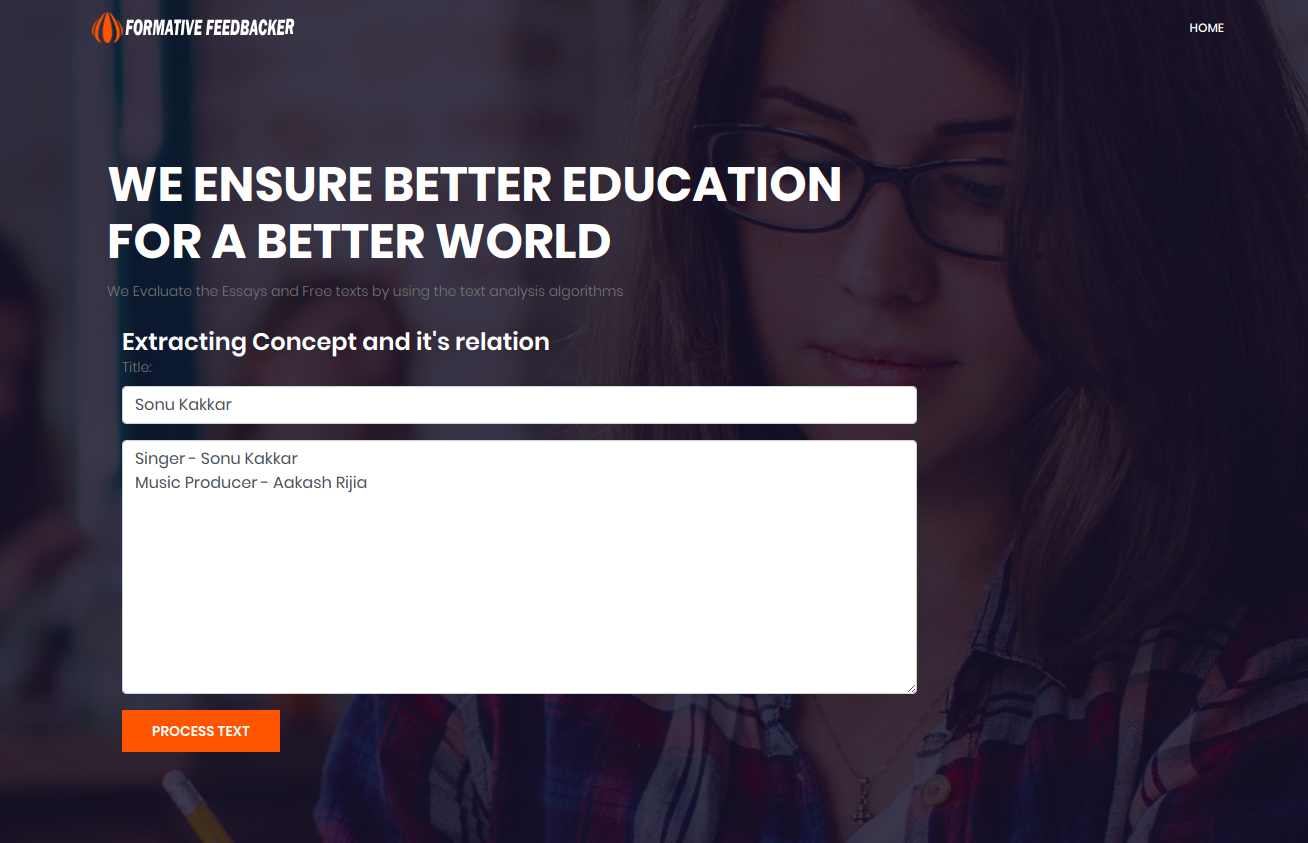 FORMATIVE FEEDBACKER
HOME
WE ENSURE BETTER EDUCATION
FOR A BETTER WORLD
We Evaluate the Essays and Free texts by using the text analysis algorithms
Extracting Concept and it's relation
Title:
Sonu Kakkar
Singer - Sonu Kakkar
Music Producer - Aakash Rijia
PROCESS TEXT